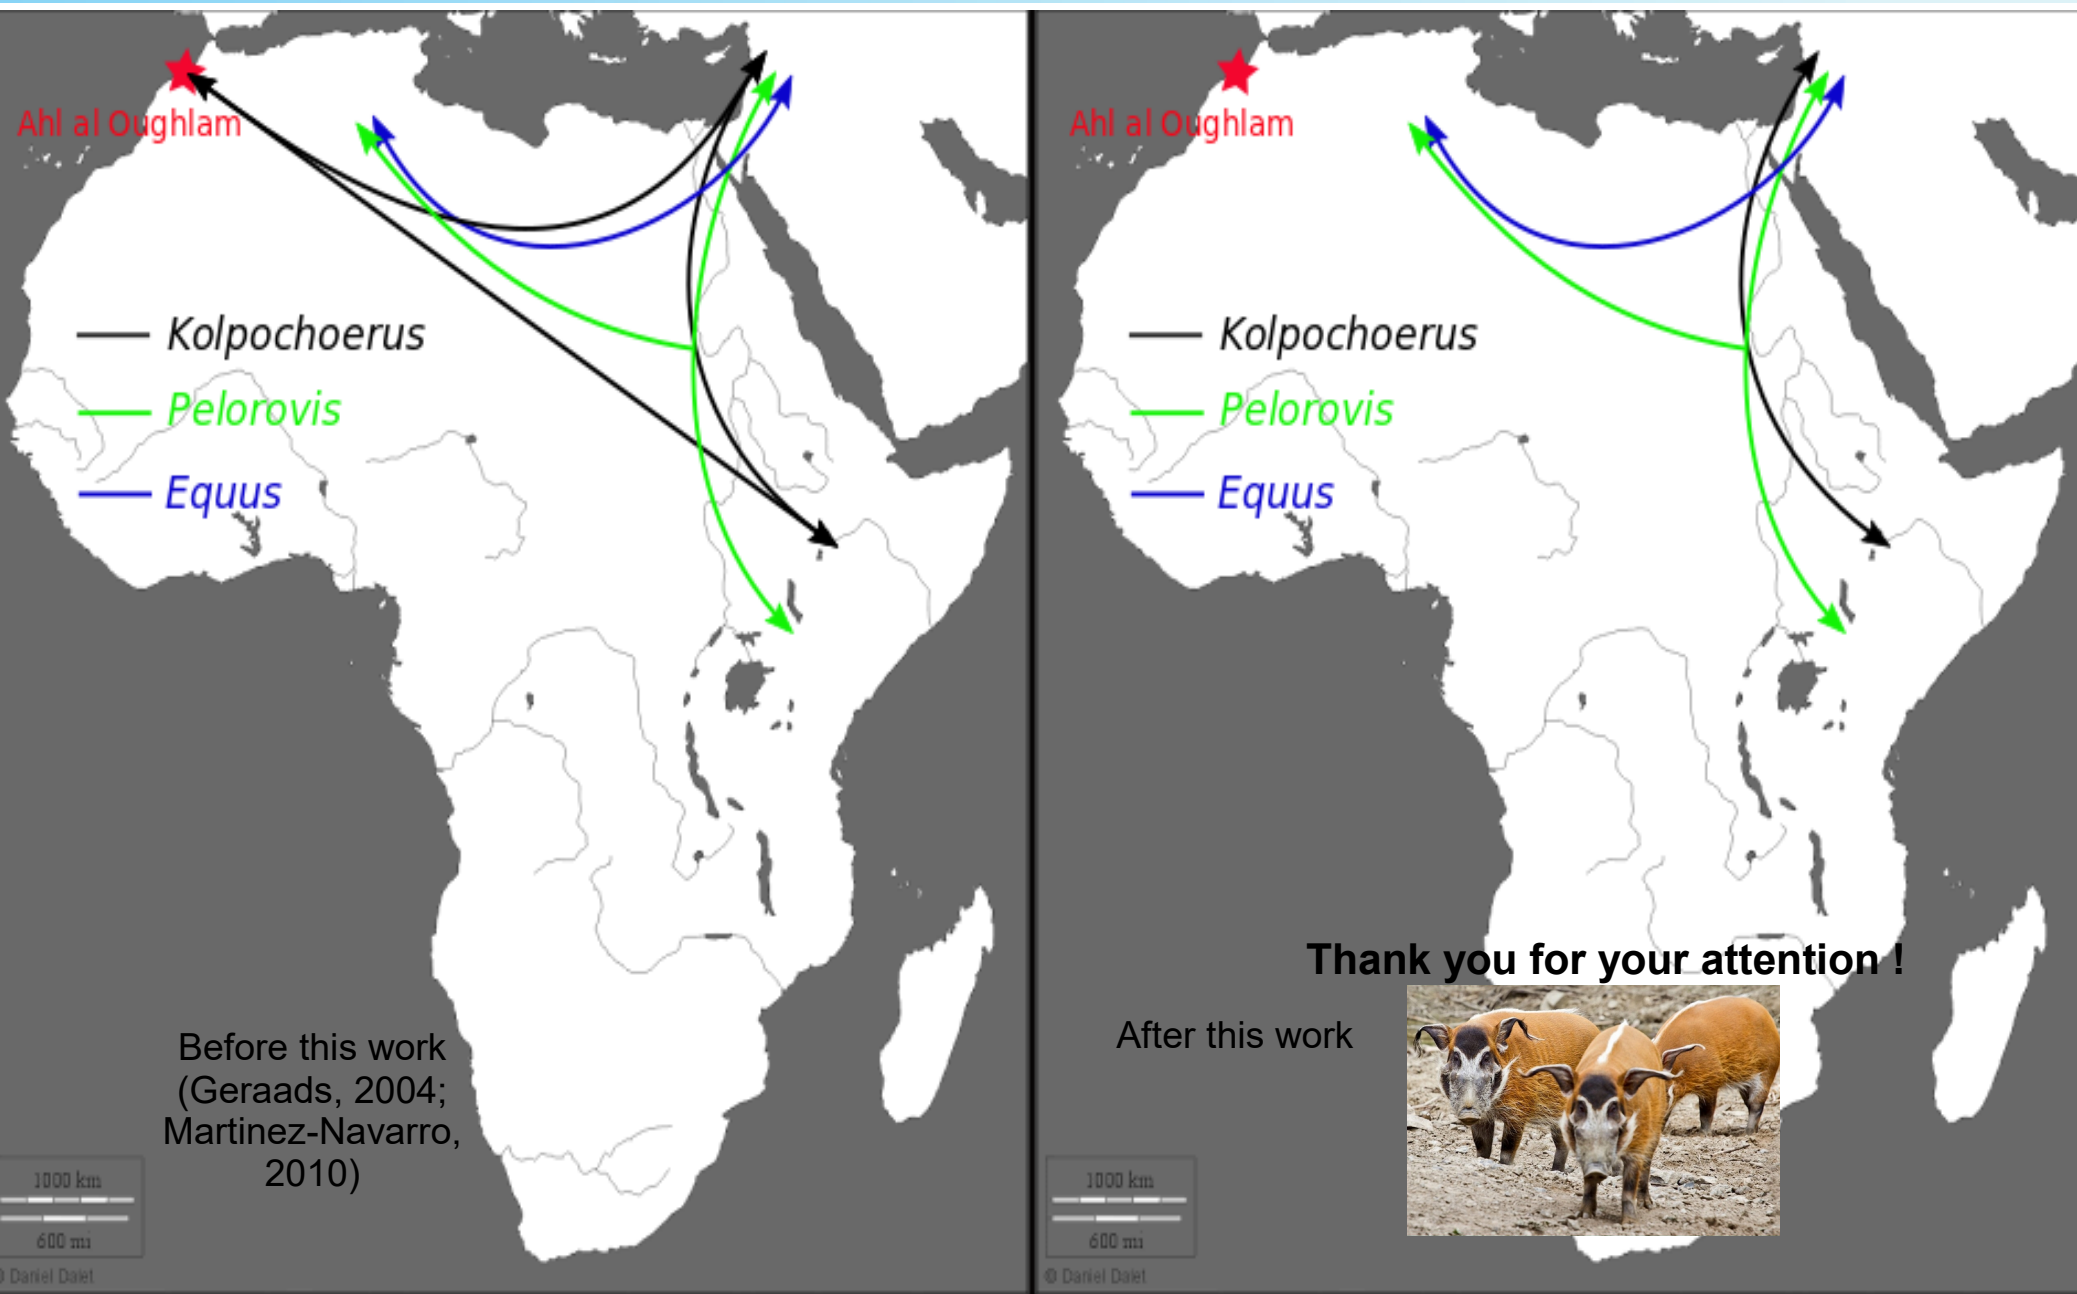 Ahl al Oughlam
Kolpochoerus
Pelorovis
Equus
Before this work
(Geraads, 2004;
Martinez-Navarro,
2010)
1000 km
600 mi
© Daniel Dalet
Ahl al Oughlam
Kolpochoerus
Pelorovis
Equus
Thank you for your attention !
After this work
1000 km
600 mi
© Daniel Dalet